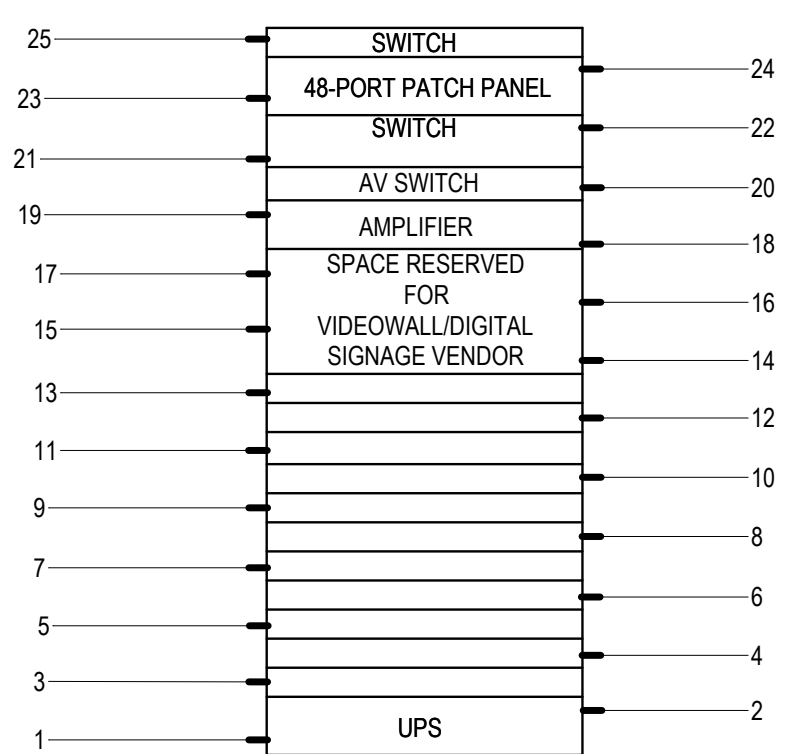 25
SWITCH
24
48-PORT PATCH PANEL
23
SWITCH
22
21
AV SWITCH
20
19
AMPLIFIER
18
SPACE RESERVED
17
FOR
16
15
VIDEOWALL/DIGITAL
SIGNAGE VENDOR
14
13
12
11
10
9
8
7
6
5
4
3
2
UPS
1